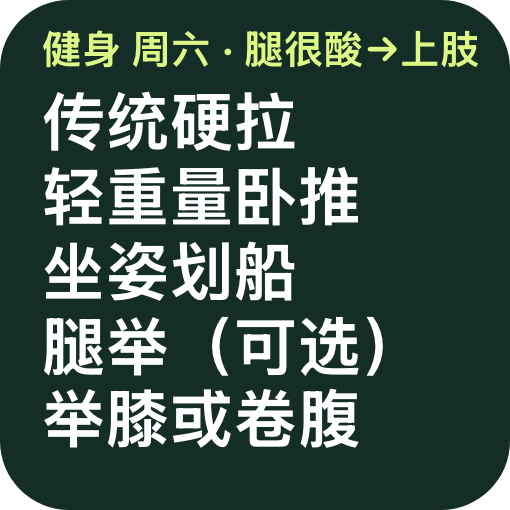 健身 周六 · 腿很酸→上肢
传统硬拉
轻重量卧推
坐姿划船
腿举（可选）
举膝或卷腹